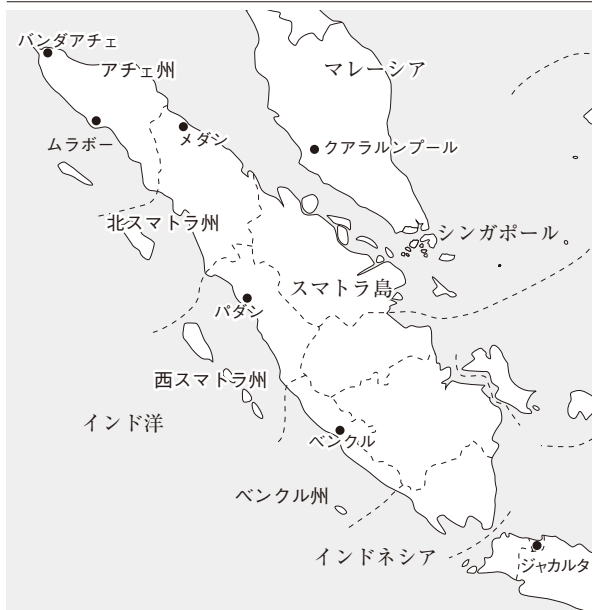 バンダアチェ
アチェ州
マレーシア
ムラボー
メダン
クアラルンプール
北スマトラ州
シンガポール
スマトラ島
パダン
西スマトラ州
インド洋
ベンクル
ベンクル州
インドネシア
ジャカルタ